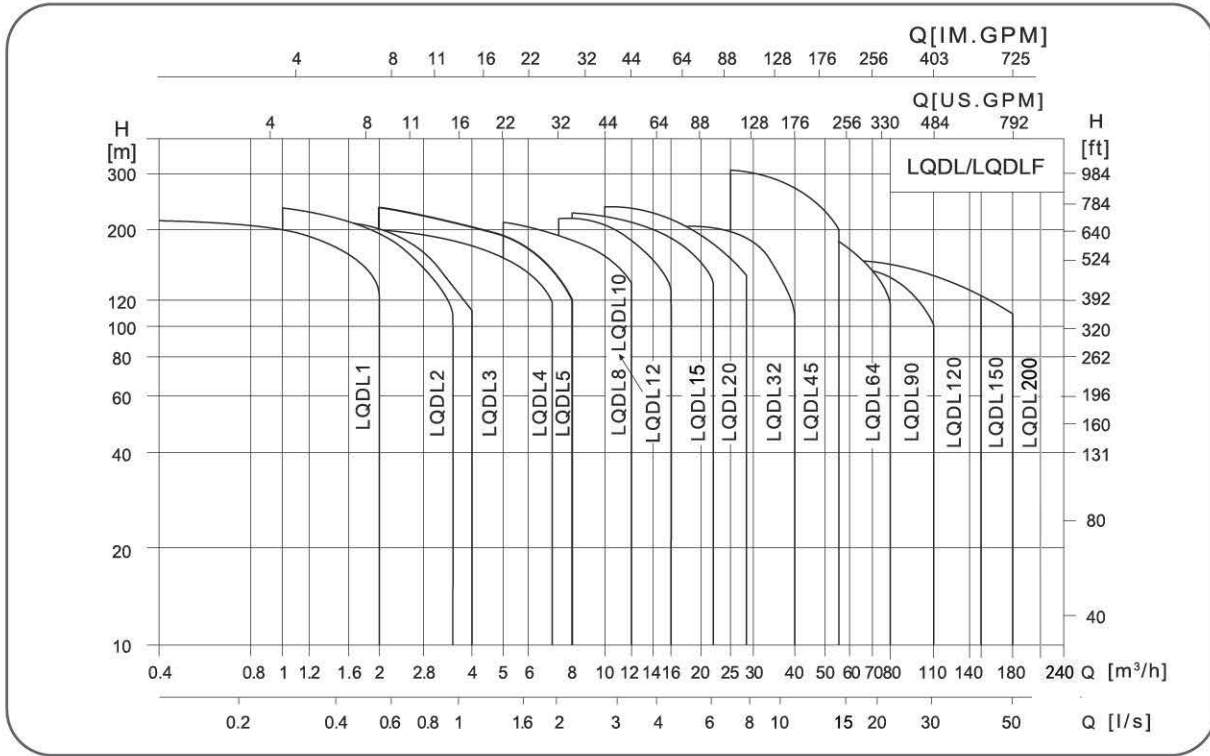 Q[IM.GPM]
4 8 11 16 22 32 44 64 88 128 176 256 403 725
Q[US.GPM]
4 8 11 16 22 32 44 64 88 128 176 256 330 484 792
H
[m]
H
[ft]
LQDL/LQDLF
300 984
784
200 640
524
120 392
100 320
80 262
60 196
160
40 131
80
20
40
10
LQDL1
LQDL2
LQDL3
LQDL4
LQDL5
LQDL8
LQDL10
LQDL12
LQDL15
LQDL20
LQDL32
LQDL45
LQDL64
LQDL90
LQDL120
LQDL150
LQDL200
0.4 0.8 1 1.2 1.6 2 2.8 4 5 6 8 10 12 14 16 20 25 30 40 50 60 70 80 110 140 180 240 Q [m³/h]
0.2 0.4 0.6 0.8 1 1.6 2 3 4 6 8 10 15 20 30 50 Q [l/s]